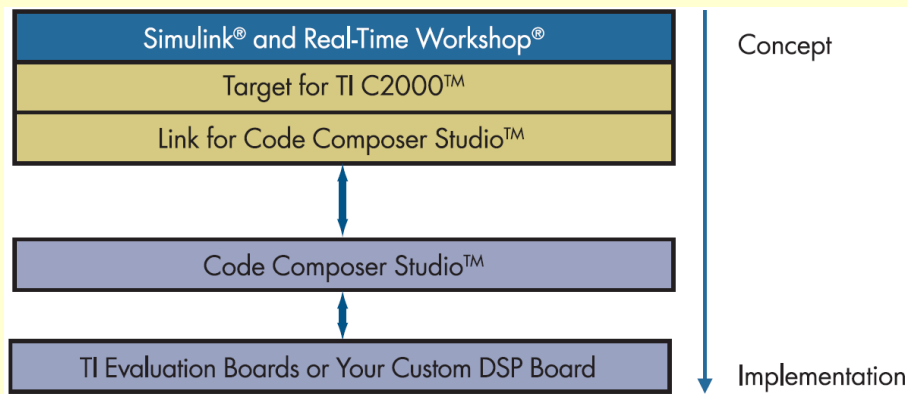 Simulink® and Real-Time Workshop®
Concept
Target for TI C2000™
Link for Code Composer Studio™
Code Composer Studio™
TI Evaluation Boards or Your Custom DSP Board
Implementation